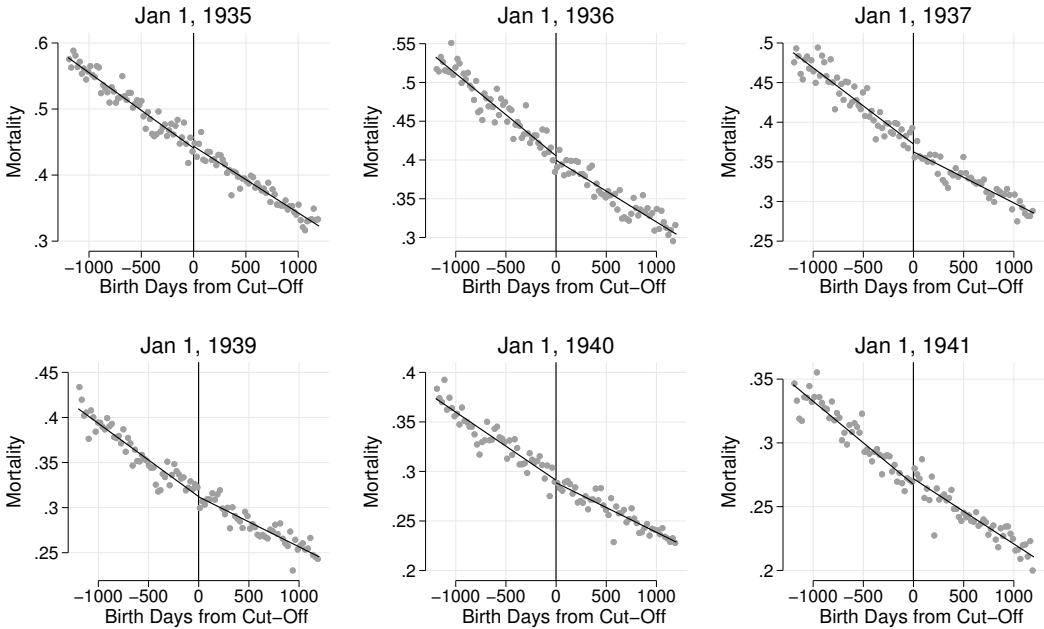 Jan 1, 1935
Mortality
.6
.5
.4
.3
−1000 −500 0 500 1000
Birth Days from Cut−Off
Jan 1, 1936
Mortality
.55
.5
.45
.4
.35
.3
−1000 −500 0 500 1000
Birth Days from Cut−Off
Jan 1, 1937
Mortality
.5
.45
.4
.35
.3
.25
−1000 −500 0 500 1000
Birth Days from Cut−Off
Jan 1, 1939
Mortality
.45
.4
.35
.3
.25
−1000 −500 0 500 1000
Birth Days from Cut−Off
Jan 1, 1940
Mortality
.4
.35
.3
.25
.2
−1000 −500 0 500 1000
Birth Days from Cut−Off
Jan 1, 1941
Mortality
.35
.3
.25
.2
−1000 −500 0 500 1000
Birth Days from Cut−Off